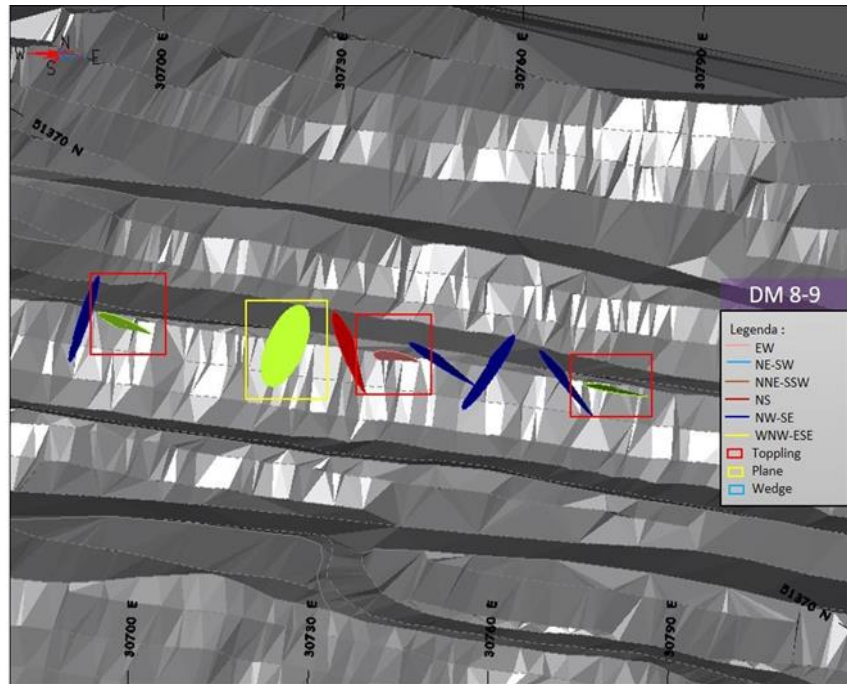 30700 E
30730 E
30760 E
30790 E
N
W
E
S
51370 N
DM 8-9
Legenda :
EW
NE-SW
NNE-SSW
NS
NW-SE
WNW-ESE
Toppling
Plane
Wedge
51370 N
30700 E
30730 E
30760 E
30790 E